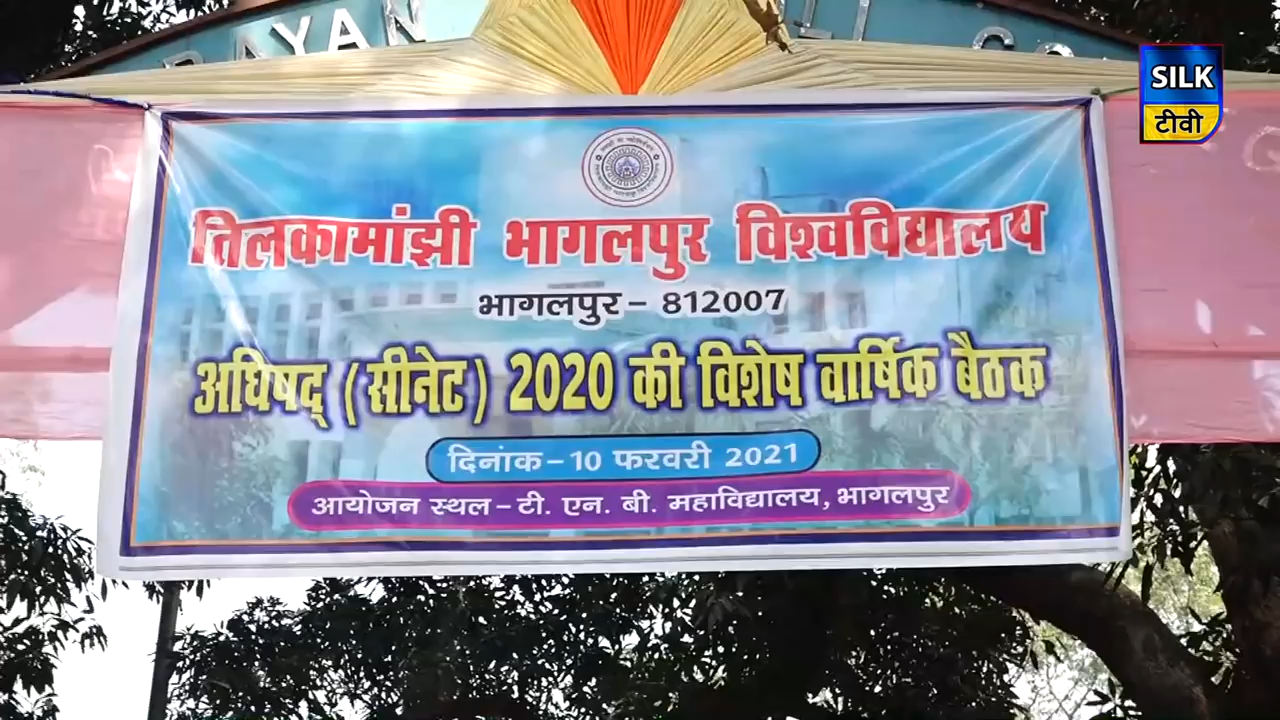 SILK
टीवी
तिलकामांझी भागलपुर विश्वविद्यालय
भागलपुर – 812007
अधिषद् (सीनेट) 2020 की विशेष वार्षिक बैठक
दिनांक – 10 फरवरी 2021
आयोजन स्थल – टी. एन. बी. महाविद्यालय, भागलपुर